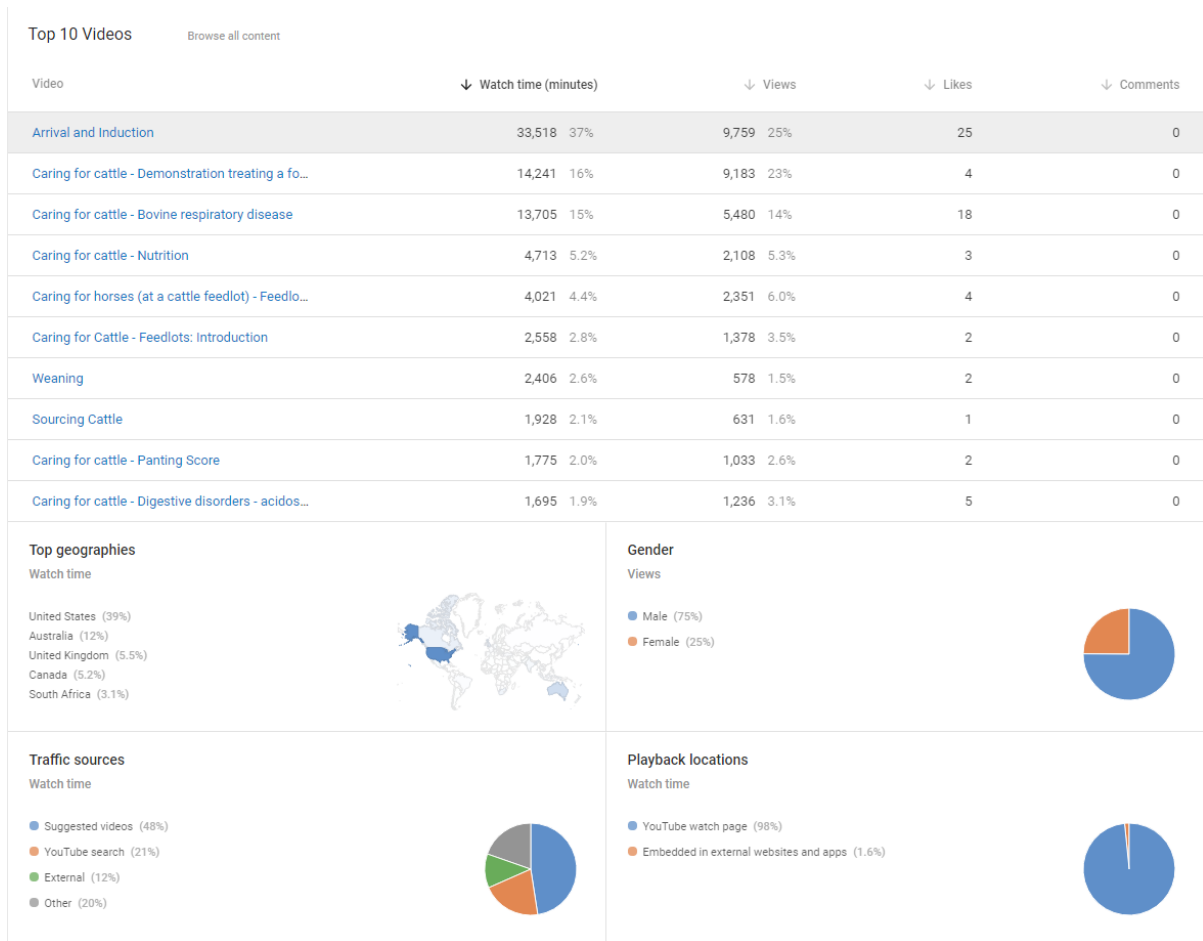 Top 10 Videos Browse all content
Video Watch time (minutes) Views Likes Comments
Arrival and Induction 33,518 37% 9,759 25% 25 0
Caring for cattle - Demonstration treating a fo... 14,241 16% 9,183 23% 4 0
Caring for cattle - Bovine respiratory disease 13,705 15% 5,480 14% 18 0
Caring for cattle - Nutrition 4,713 5.2% 2,108 5.3% 3 0
Caring for horses (at a cattle feedlot) - Feedlo... 4,021 4.4% 2,351 6.0% 4 0
Caring for Cattle - Feedlots: Introduction 2,558 2.8% 1,378 3.5% 2 0
Weaning 2,406 2.6% 578 1.5% 2 0
Sourcing Cattle 1,928 2.1% 631 1.6% 1 0
Caring for cattle - Panting Score 1,775 2.0% 1,033 2.6% 2 0
Caring for cattle - Digestive disorders - acidos... 1,695 1.9% 1,236 3.1% 5 0
Top geographies
Watch time
United States (39%)
Australia (12%)
United Kingdom (5.5%)
Canada (5.2%)
South Africa (3.1%)
Gender
Views
Male (75%)
Female (25%)
Traffic sources
Watch time
Suggested videos (48%)
YouTube search (21%)
External (12%)
Other (20%)
Playback locations
Watch time
YouTube watch page (98%)
Embedded in external websites and apps (1.6%)